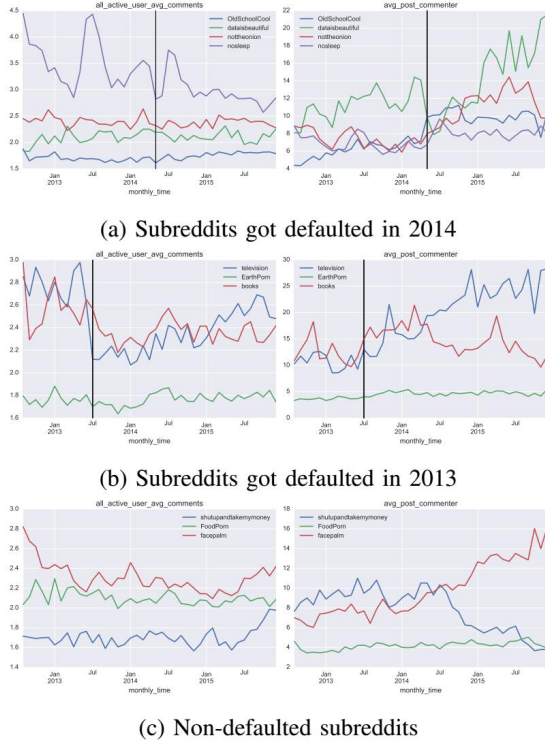 all_active_user_avg_comments
avg_post_commenter
4.5
4.0
3.5
3.0
2.5
2.0
1.5
OldSchoolCool
dataisbeautiful
nottheonion
nosleep
Jan
2013
Jul
Jan
2014
Jul
Jan
2015
Jul
monthly_time
22
20
18
16
14
12
10
8
6
4
OldSchoolCool
dataisbeautiful
nottheonion
nosleep
Jan
2013
Jul
Jan
2014
Jul
Jan
2015
Jul
monthly_time
(a) Subreddits got defaulted in 2014
all_active_user_avg_comments
avg_post_commenter
3.0
2.8
2.6
2.4
2.2
2.0
1.8
1.6
television
EarthPorn
books
Jan
2013
Jul
Jan
2014
Jul
Jan
2015
Jul
monthly_time
30
25
20
15
10
5
0
television
EarthPorn
books
Jan
2013
Jul
Jan
2014
Jul
Jan
2015
Jul
monthly_time
(b) Subreddits got defaulted in 2013
all_active_user_avg_comments
avg_post_commenter
3.0
2.8
2.6
2.4
2.2
2.0
1.8
1.6
1.4
shutupandtakemymoney
FoodPorn
facepalm
Jan
2013
Jul
Jan
2014
Jul
Jan
2015
Jul
monthly_time
18
16
14
12
10
8
6
4
2
shutupandtakemymoney
FoodPorn
facepalm
Jan
2013
Jul
Jan
2014
Jul
Jan
2015
Jul
monthly_time
(c) Non-defaulted subreddits